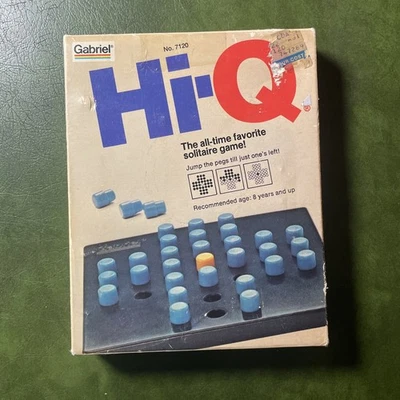 Gabriel®
No. 7120
Hi-Q
The all-time favorite
solitaire game!
Jump the pegs till just one's left!
Recommended age: 8 years and up